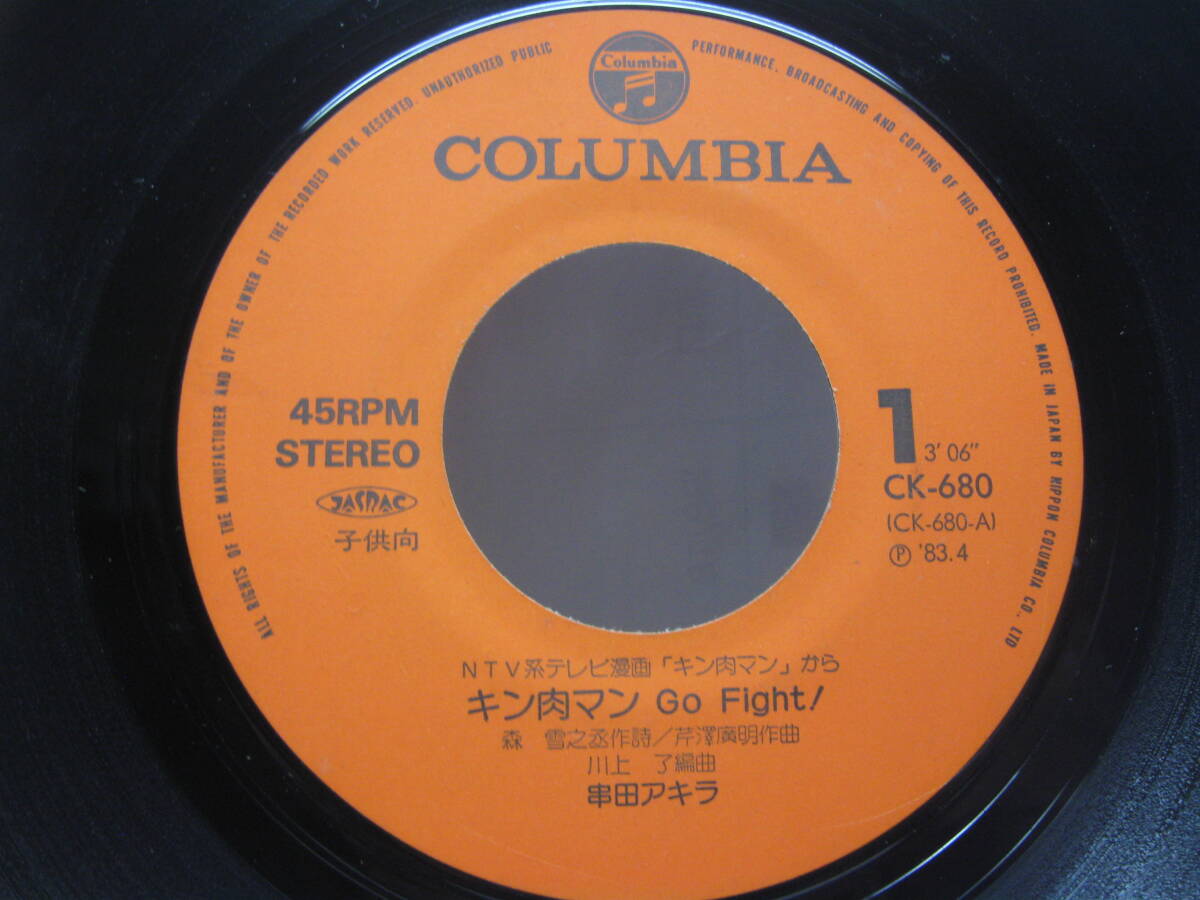 ALL RIGHTS OF THE MANUFACTURER AND OF THE OWNER OF THE RECORDED WORK RESERVED. UNAUTHORIZED PUBLIC PERFORMANCE, BROADCASTING AND COPYING OF THIS RECORD PROHIBITED. MADE IN JAPAN BY NIPPON COLUMBIA CO., LTD
Columbia
COLUMBIA
45RPM
STEREO
JASRAC
子供向
1
3' 06"
CK-680
(CK-680-A)
Ⓟ '83.4
NTV系テレビ漫画「キン肉マン」から
キン肉マン Go Fight!
森 雪之丞作詩/芹澤廣明作曲
川上 了編曲
串田アキラ